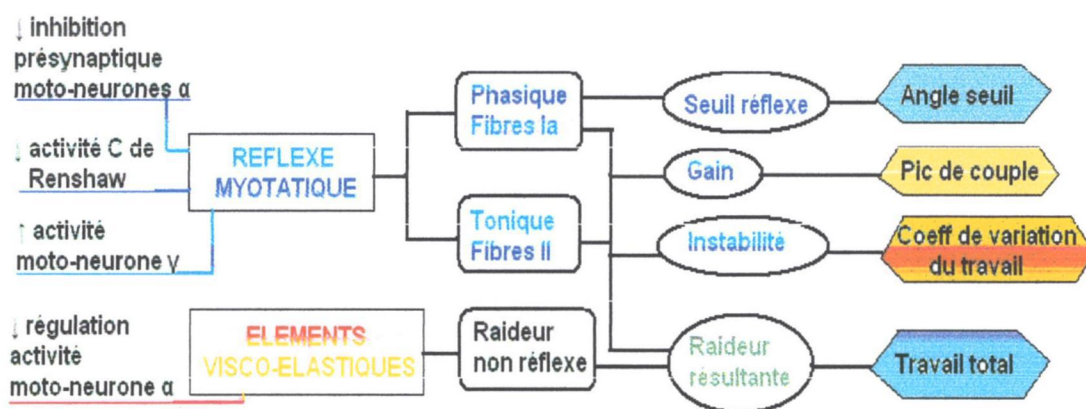 ↓ inhibition
présynaptique
moto-neurones α
↓ activité C de
Renshaw
↑ activité
moto-neurone γ
↓ régulation
activité
moto-neurone α
REFLEXE
MYOTATIQUE
ELEMENTS
VISCO-ELASTIQUES
Phasique
Fibres Ia
Tonique
Fibres II
Raideur
non réflexe
Seuil réflexe
Gain
Instabilité
Raideur
résultante
Angle seuil
Pic de couple
Coeff de variation
du travail
Travail total